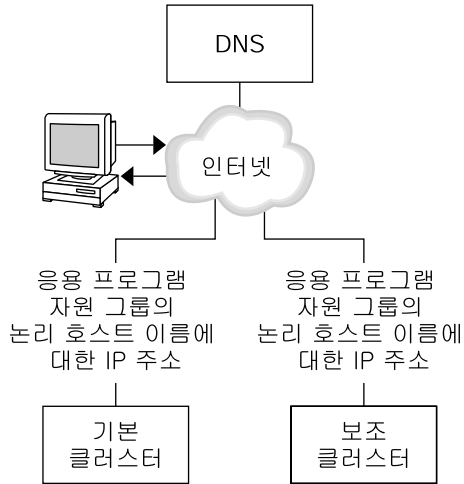 DNS
인터넷
응용 프로그램
자원 그룹의
논리 호스트 이름에
대한 IP 주소
응용 프로그램
자원 그룹의
논리 호스트 이름에
대한 IP 주소
기본
클러스터
보조
클러스터